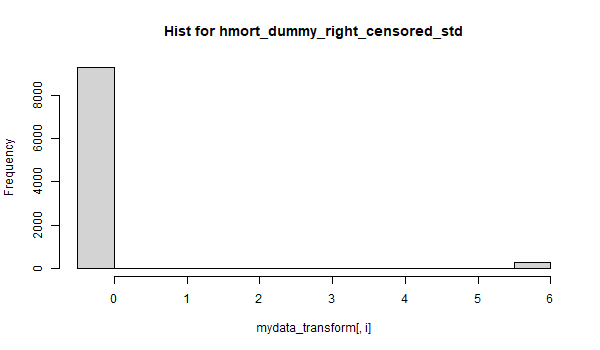 Hist for hmort_dummy_right_censored_std
Frequency
8000
6000
4000
2000
0
0 1 2 3 4 5 6
mydata_transform[, i]